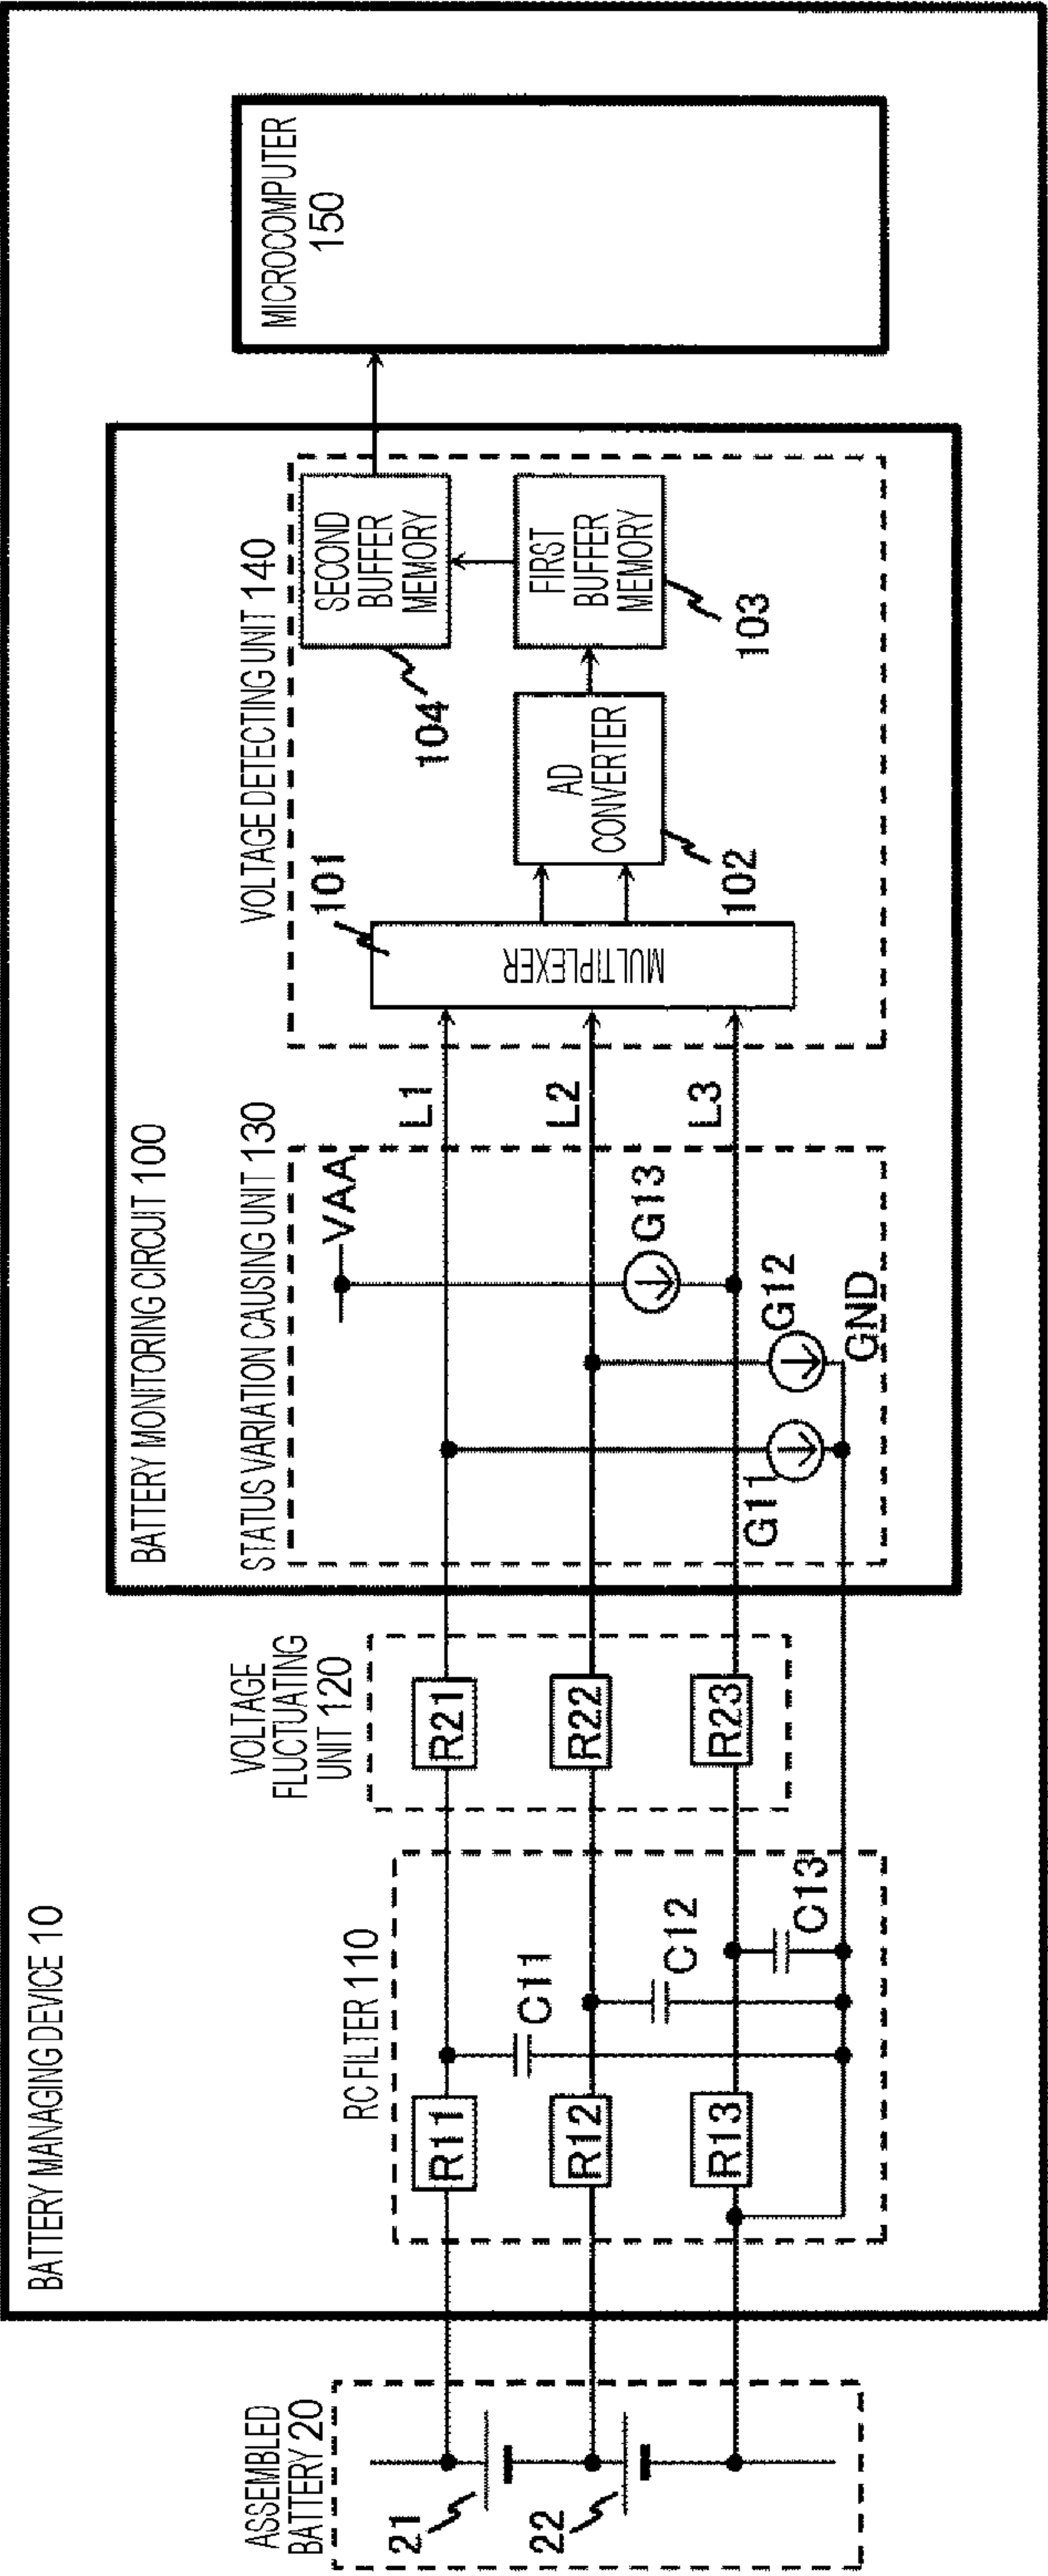 BATTERY MANAGING DEVICE 10
ASSEMBLED
BATTERY 20
21
22
RC FILTER 110
R11
R12
R13
C11
C12
C13
VOLTAGE
FLUCTUATING
UNIT 120
R21
R22
R23
BATTERY MONITORING CIRCUIT 100
STATUS VARIATION CAUSING UNIT 130
VAA
G11
G12
G13
GND
L1
L2
L3
VOLTAGE DETECTING UNIT 140
101
MULTIPLEXER
AD
CONVERTER
102
FIRST
BUFFER
MEMORY
103
SECOND
BUFFER
MEMORY
104
MICROCOMPUTER
150